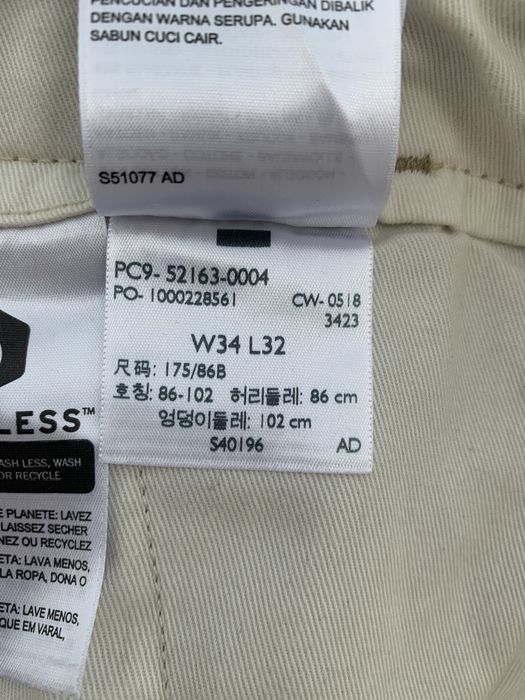 PENCUCIAN DAN PENGERINGAN DIBALIK
DENGAN WARNA SERUPA. GUNAKAN
SABUN CUCI CAIR.
S51077 AD
PC9- 52163-0004
PO- 1000228561 CW- 0518
3423
W34 L32
尺码: 175/86B
호칭: 86-102 허리둘레: 86 cm
엉덩이둘레: 102 cm
S40196 AD
LESS™
ASH LESS, WASH
OR RECYCLE
E PLANETE: LAVEZ
LAISSEZ SECHER
NEZ OU RECYCLEZ
ETA: LAVA MENOS,
LA ROPA, DONA O
ETA: LAVE MENOS,
QUE EM VARAL,